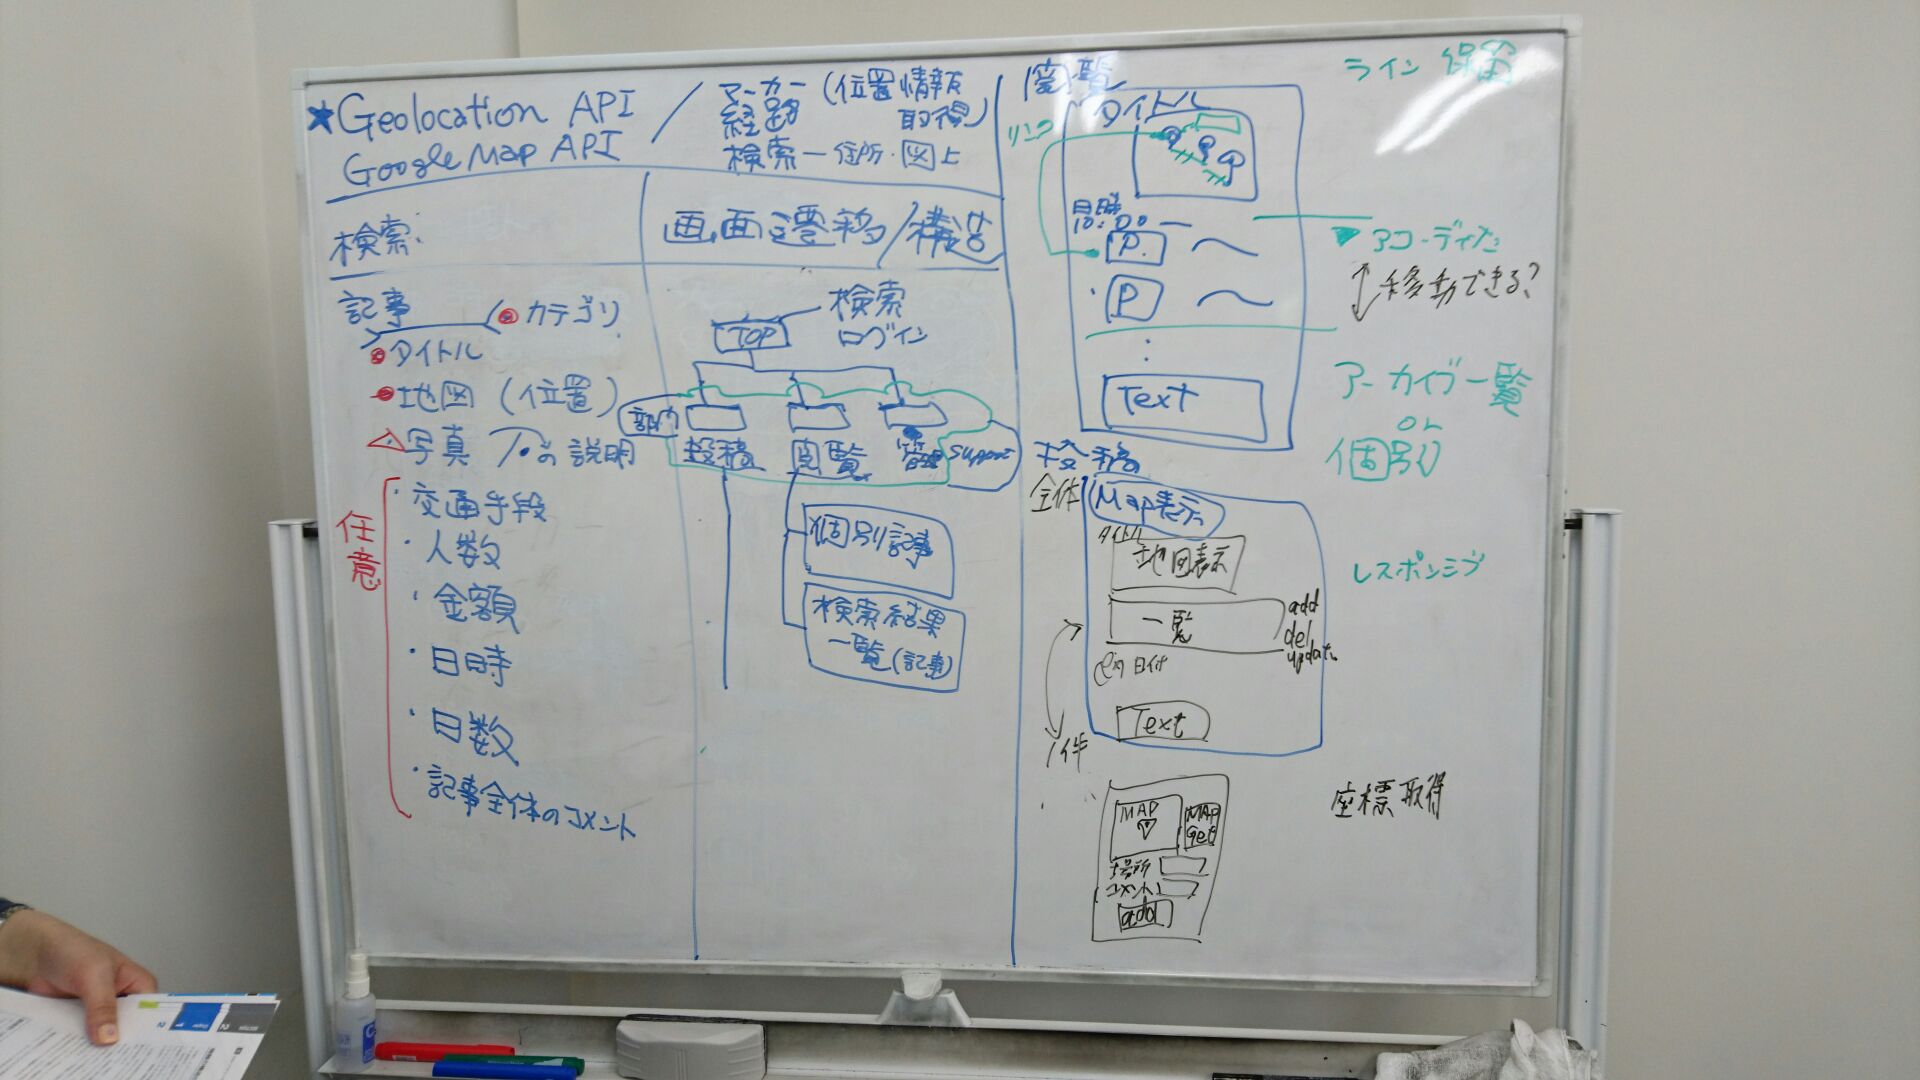 ★Geolocation API
Google Map API
マーカー (位置情報
経路 取得)
検索ー住所・図上
検索:
画面遷移/構造
記事
カテゴリ
タイトル
地図 (位置)
写真 の説明
任意
・交通手段
・人数
・金額
・日時
・日数
・記事全体のコメント
TOP
検索
ログイン
部内
投稿
閲覧
管理
support
個別記事
検索結果
一覧(記事)
閲覧
タイトル
リンク
日時
10:00 ー
P.
P
:
Text
ライン 保留
▼アコーディオン
↕移動できる?
アーカイブ一覧
or
個別
投稿
全体
Map表示
タイトル
地図表示
一覧
add
del
update
日付
Text
1件
レスポンシブ
MAP
MAP
Get
場所
コメント
add
座標取得